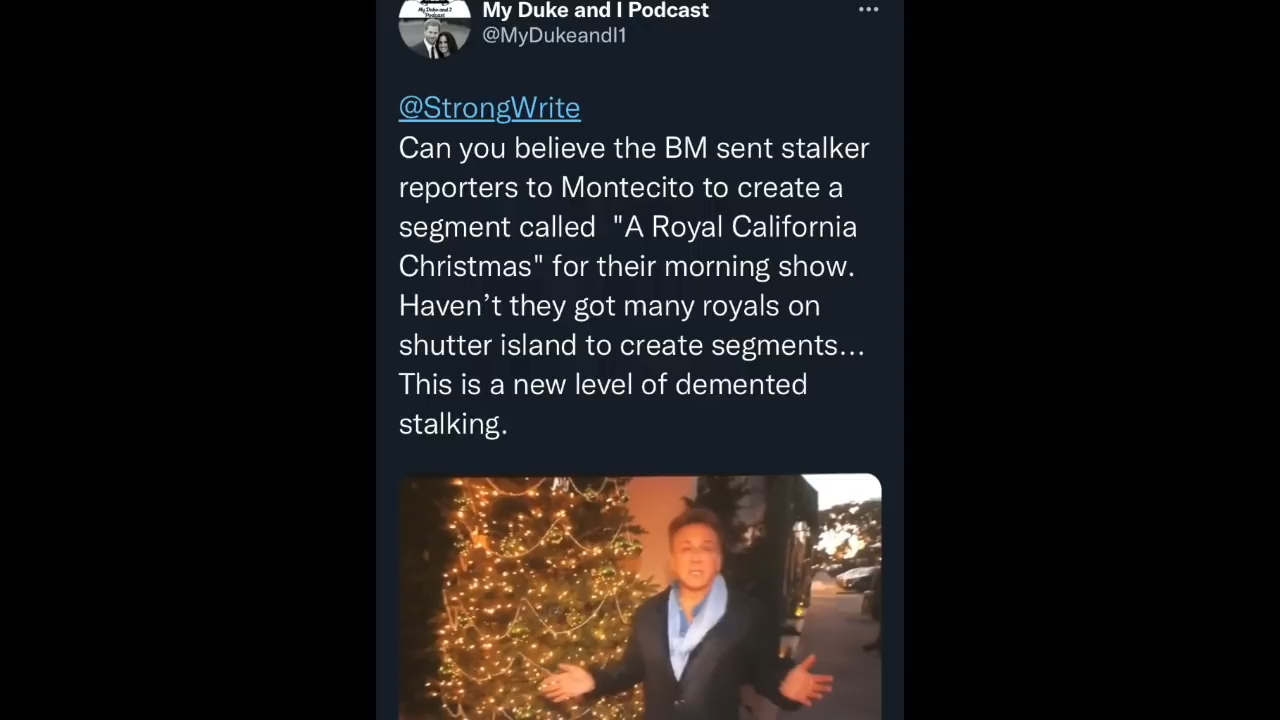 My Duke and I Podcast
@MyDukeandI1
@StrongWrite
Can you believe the BM sent stalker
reporters to Montecito to create a
segment called "A Royal California
Christmas" for their morning show.
Haven’t they got many royals on
shutter island to create segments...
This is a new level of demented
stalking.